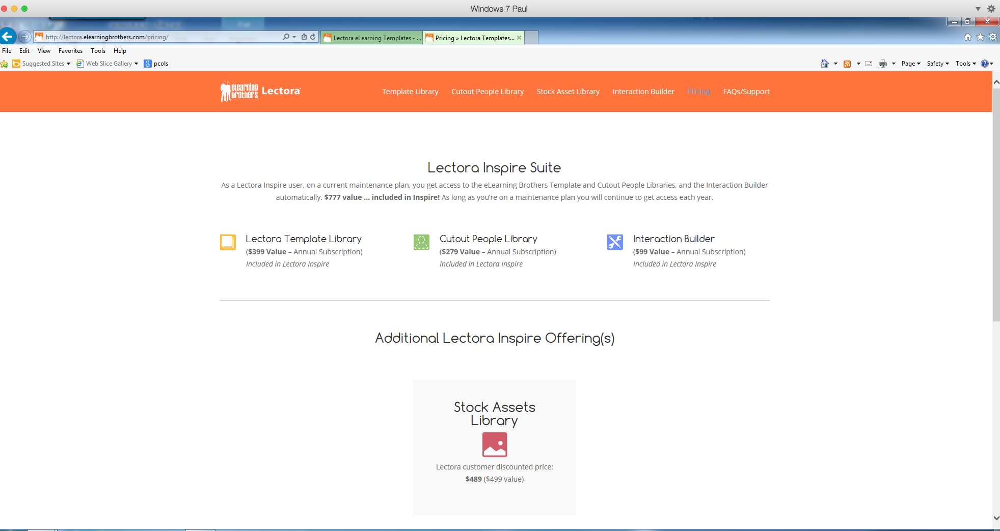 Windows 7 Paul
http://lectora.elearningbrothers.com/pricing/
Lectora eLearning Templates - ...
Pricing » Lectora Templates...
File Edit View Favorites Tools Help
Suggested Sites Web Slice Gallery pcols
Page Safety Tools
elearning brothers Lectora
Template Library Cutout People Library Stock Asset Library Interaction Builder Pricing FAQs/Support
Lectora Inspire Suite
As a Lectora Inspire user, on a current maintenance plan, you get access to the eLearning Brothers Template and Cutout People Libraries, and the Interaction Builder
automatically. $777 value ... included in Inspire! As long as you’re on a maintenance plan you will continue to get access each year.
Lectora Template Library
($399 Value – Annual Subscription)
Included in Lectora Inspire
Cutout People Library
($279 Value – Annual Subscription)
Included in Lectora Inspire
Interaction Builder
($99 Value – Annual Subscription)
Included in Lectora Inspire
Additional Lectora Inspire Offering(s)
Stock Assets
Library
Lectora customer discounted price:
$489 ($499 value)